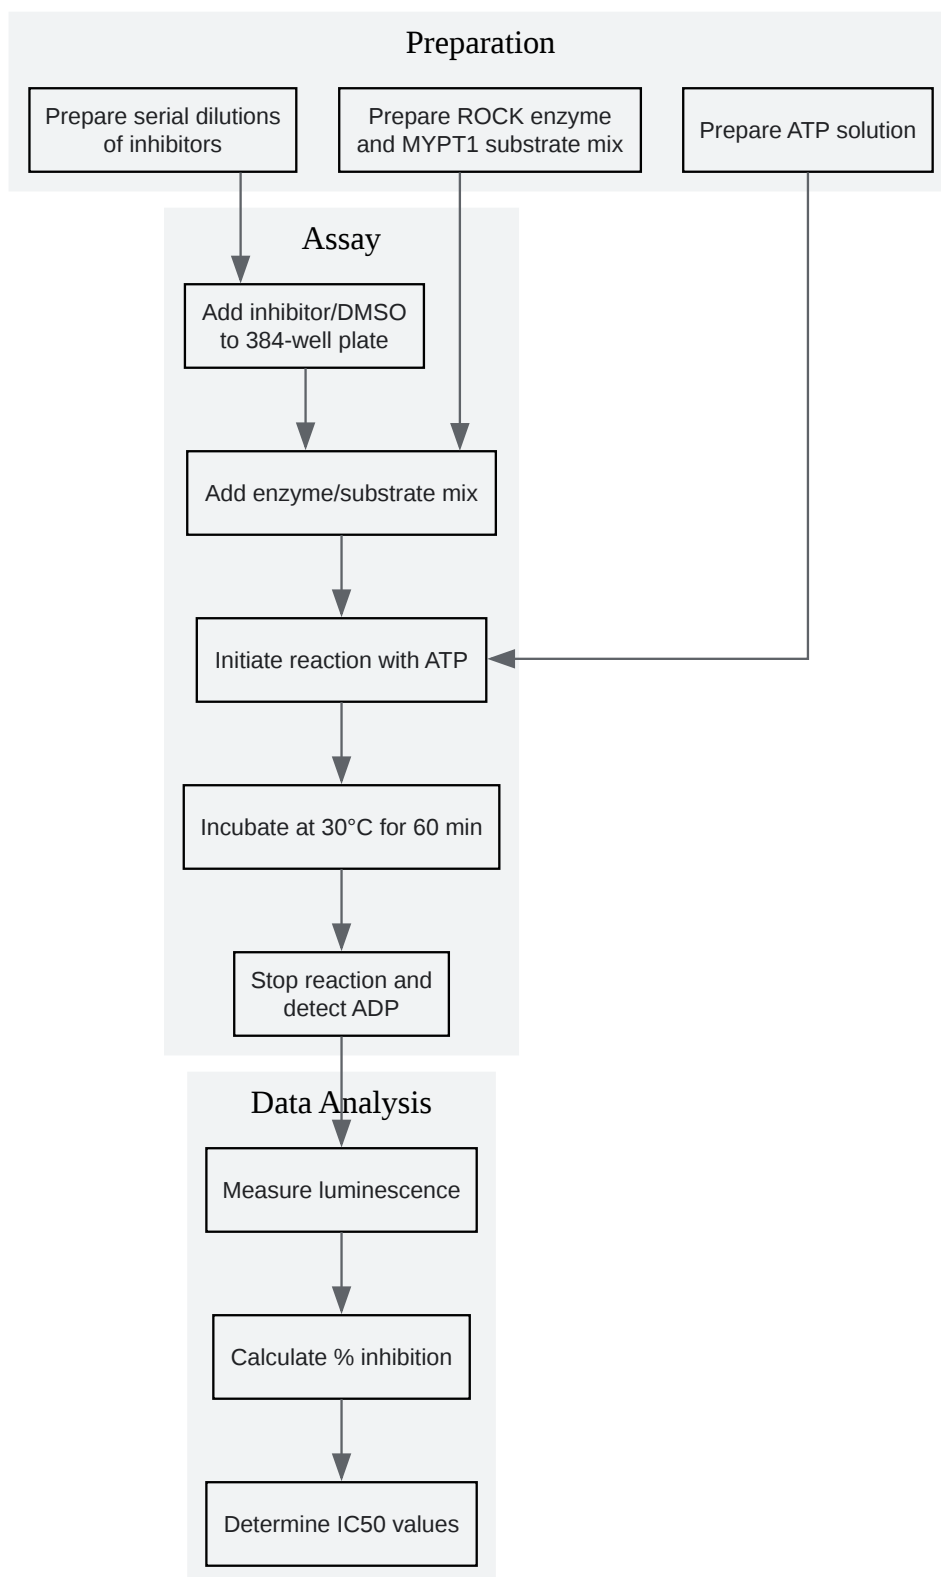 Preparation
Prepare serial dilutions
of inhibitors
Prepare ROCK enzyme
and MYPT1 substrate mix
Prepare ATP solution
Assay
Add inhibitor/DMSO
to 384-well plate
Add enzyme/substrate mix
Initiate reaction with ATP
Incubate at 30°C for 60 min
Stop reaction and
detect ADP
Data Analysis
Measure luminescence
Calculate % inhibition
Determine IC50 values